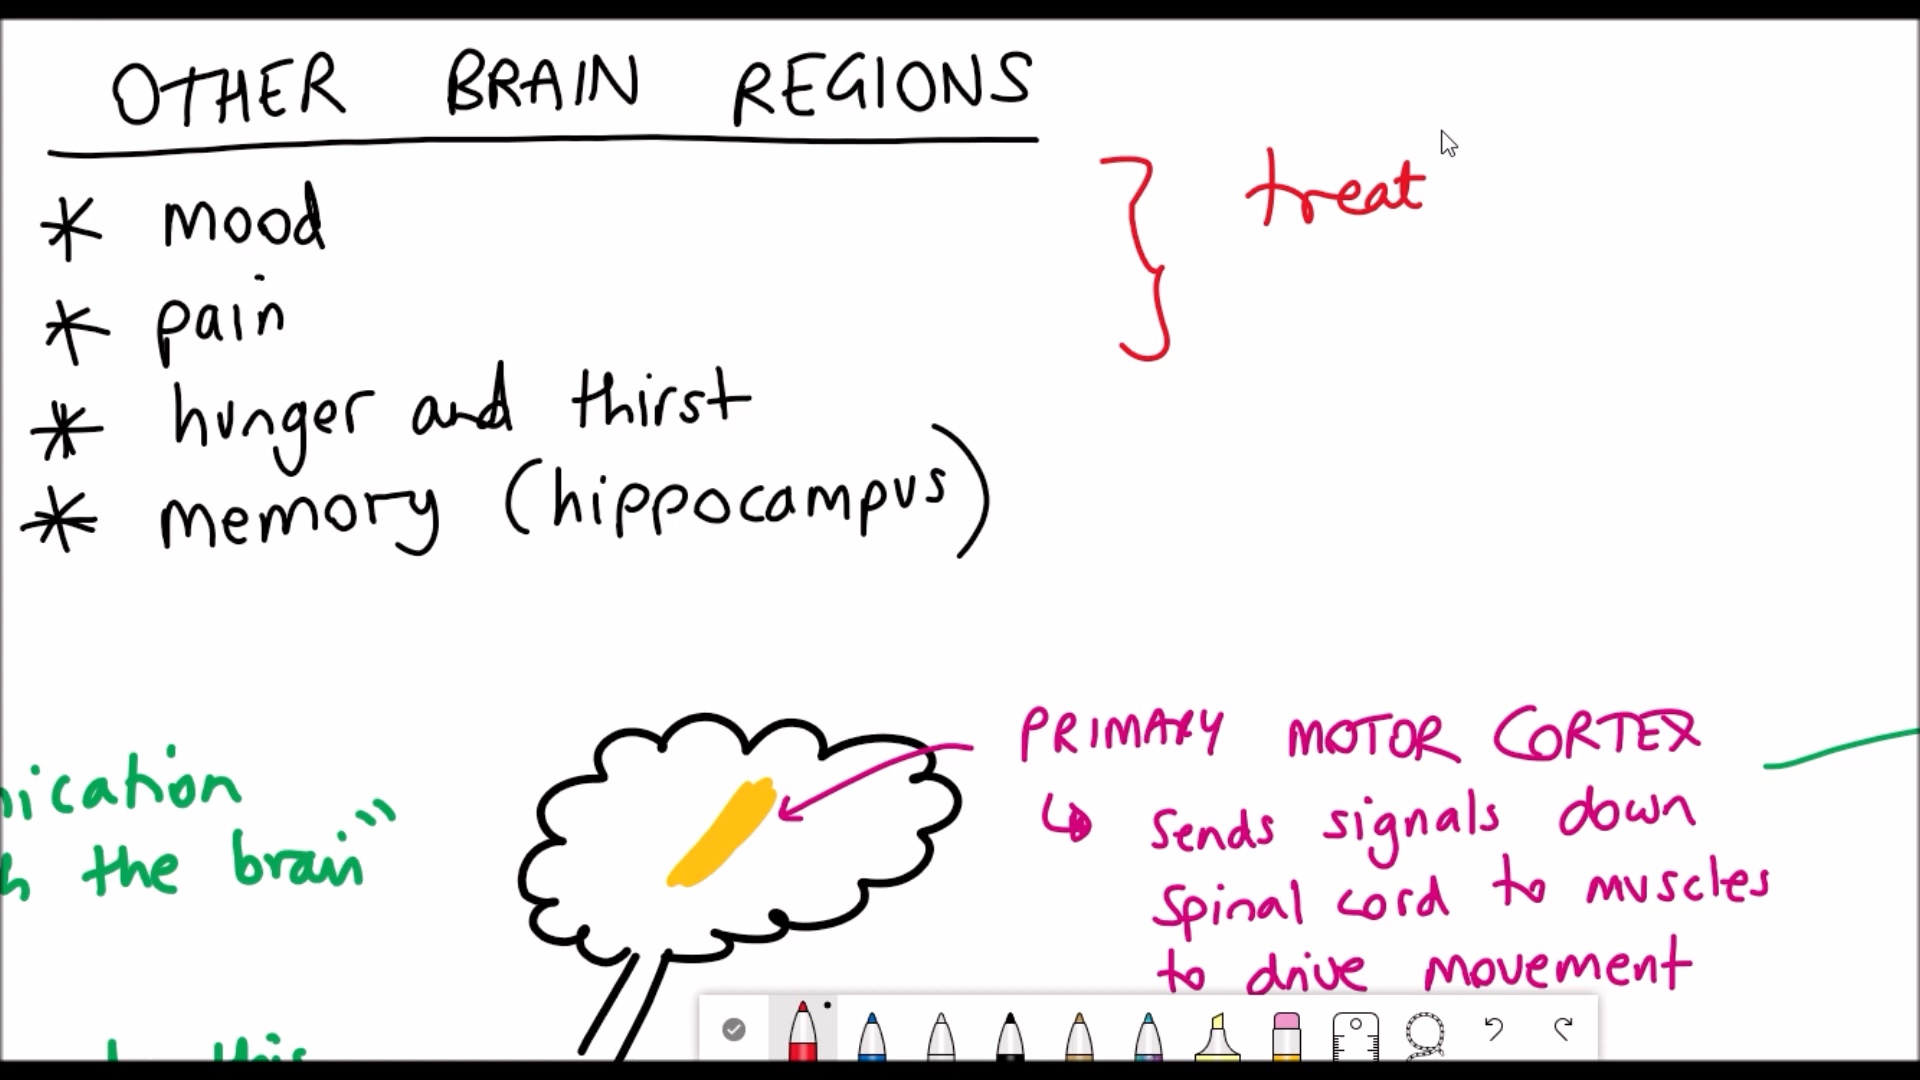 OTHER BRAIN REGIONS
* mood
* pain
* hunger and thirst
* memory (hippocampus)
treat
PRIMARY MOTOR CORTEX
↳ sends signals down
spinal cord to muscles
to drive movement
the brain"
this